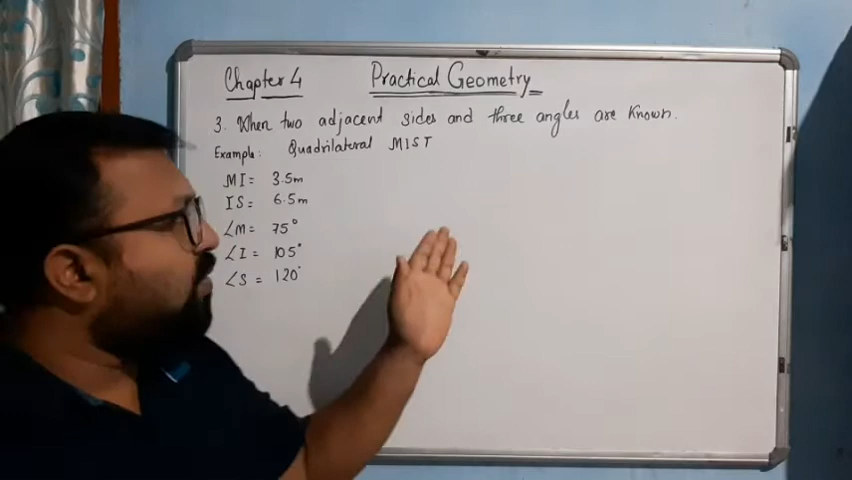 Chapter 4 Practical Geometry
3. When two adjacent sides and three angles are known.
Example: Quadrilateral MIST
MI = 3.5m
IS = 6.5m
∠M = 75°
∠I = 105°
∠S = 120°